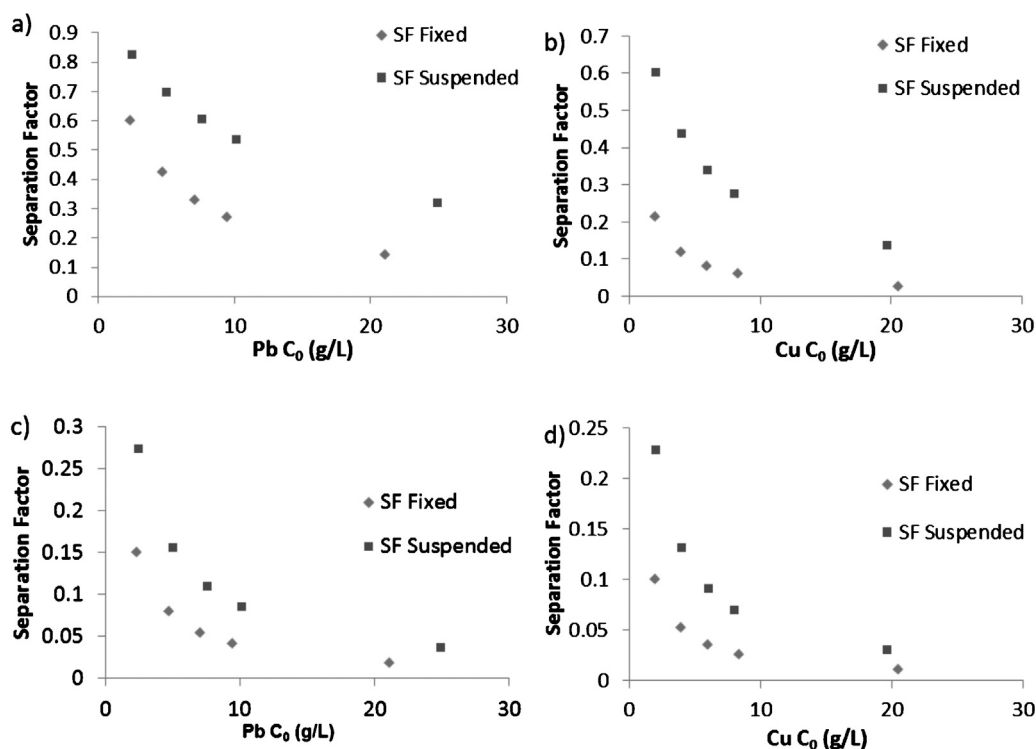 a)
0.9
0.8
0.7
0.6
0.5
0.4
0.3
0.2
0.1
0
Separation Factor
SF Fixed
SF Suspended
0 10 20 30
Pb C₀ (g/L)
b)
0.7
0.6
0.5
0.4
0.3
0.2
0.1
0
Separation Factor
SF Fixed
SF Suspended
0 10 20 30
Cu C₀ (g/L)
c)
0.3
0.25
0.2
0.15
0.1
0.05
0
Separation Factor
SF Fixed
SF Suspended
0 10 20 30
Pb C₀ (g/L)
d)
0.25
0.2
0.15
0.1
0.05
0
Separation Factor
SF Fixed
SF Suspended
0 10 20 30
Cu C₀ (g/L)